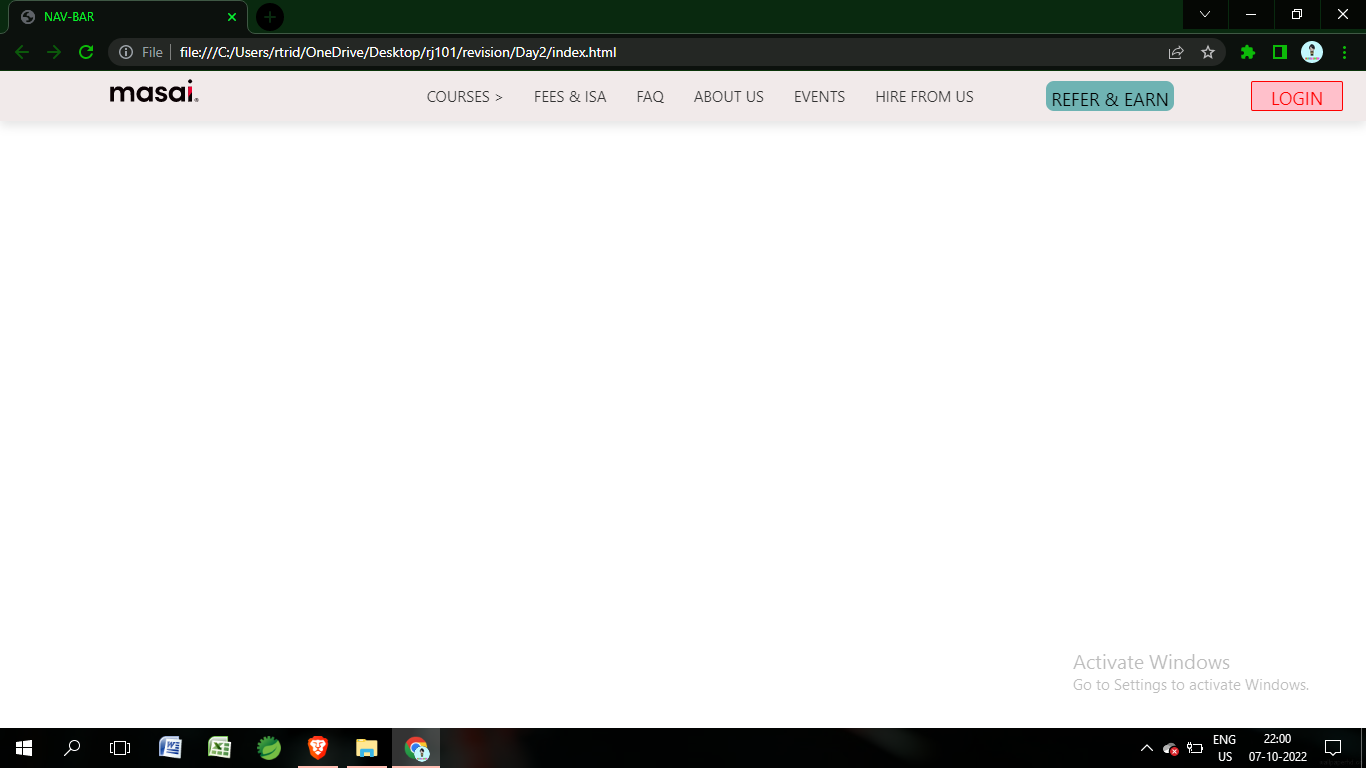 NAV-BAR
File file:///C:/Users/rtrid/OneDrive/Desktop/rj101/revision/Day2/index.html
masai. COURSES > FEES & ISA FAQ ABOUT US EVENTS HIRE FROM US REFER & EARN LOGIN
Activate Windows
Go to Settings to activate Windows.
ENG 22:00
US 07-10-2022